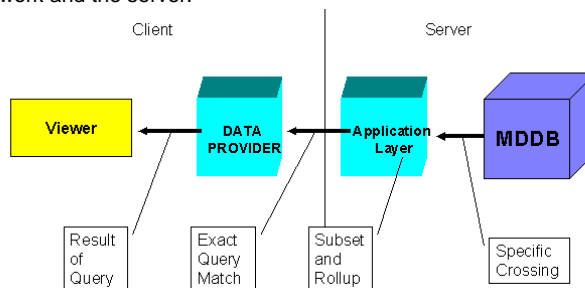 work and the server.
Client
Server
Viewer
DATA
PROVIDER
Application
Layer
MDDB
Result
of
Query
Exact
Query
Match
Subset
and
Rollup
Specific
Crossing